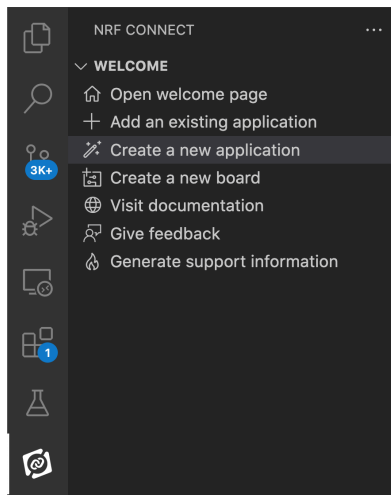 NRF CONNECT
WELCOME
Open welcome page
Add an existing application
Create a new application
3K+
Create a new board
Visit documentation
Give feedback
Generate support information
1